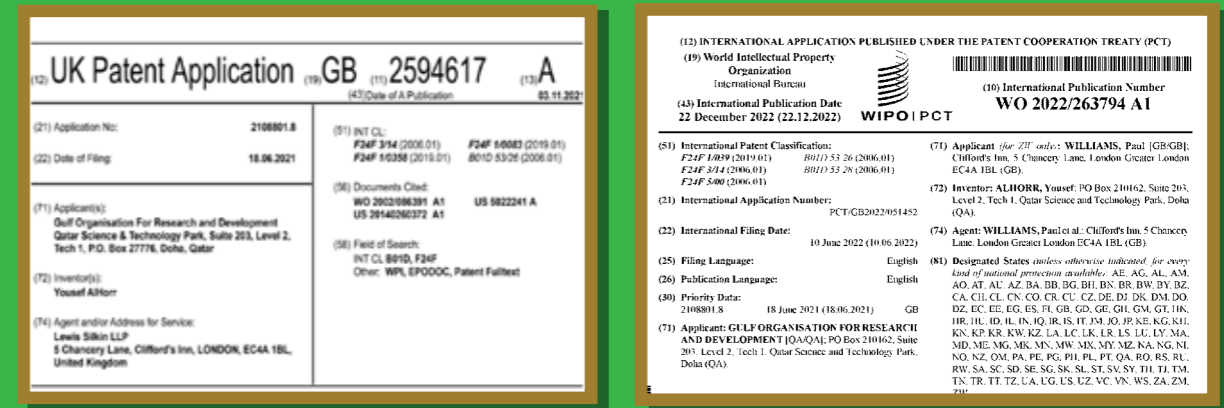 (12) UK Patent Application (19) GB (11) 2594617 (13) A
(43) Date of A Publication 03.11.2021
(21) Application No: 2108801.8
(22) Date of Filing: 18.06.2021
(71) Applicant(s):
Gulf Organisation For Research and Development
Qatar Science & Technology Park, Suite 203, Level 2,
Tech 1, P.O. Box 27776, Doha, Qatar
(72) Inventor(s):
Yousef AlHorr
(74) Agent and/or Address for Service:
Lewis Silkin LLP
5 Chancery Lane, Clifford's Inn, LONDON, EC4A 1BL,
United Kingdom
(51) INT CL:
F24F 3/14 (2006.01) F24F 1/0083 (2019.01)
F24F 1/0358 (2019.01) B01D 53/26 (2006.01)
(56) Documents Cited:
WO 2002/086391 A1 US 5022241 A
US 20140260372 A1
(58) Field of Search:
INT CL B01D, F24F
Other: WPI, EPODOC, Patent Fulltext
(12) INTERNATIONAL APPLICATION PUBLISHED UNDER THE PATENT COOPERATION TREATY (PCT)
(19) World Intellectual Property
Organization
International Bureau
(43) International Publication Date
22 December 2022 (22.12.2022)
WIPO | PCT
(10) International Publication Number
WO 2022/263794 A1
(51) International Patent Classification:
F24F 1/039 (2019.01) B01D 53/26 (2006.01)
F24F 3/14 (2006.01) B01D 53/28 (2006.01)
F24F 5/00 (2006.01)
(21) International Application Number:
PCT/GB2022/051452
(22) International Filing Date:
10 June 2022 (10.06.2022)
(25) Filing Language: English
(26) Publication Language: English
(30) Priority Data:
2108801.8 18 June 2021 (18.06.2021) GB
(71) Applicant: GULF ORGANISATION FOR RESEARCH
AND DEVELOPMENT [QA/QA]; PO Box 210162, Suite
203, Level 2, Tech 1, Qatar Science and Technology Park,
Doha (QA).
(71) Applicant (for ZW only): WILLIAMS, Paul [GB/GB];
Clifford's Inn, 5 Chancery Lane, London Greater London
EC4A 1BL (GB).
(72) Inventor: ALHORR, Yousef; PO Box 210162, Suite 203,
Level 2, Tech 1, Qatar Science and Technology Park, Doha
(QA).
(74) Agent: WILLIAMS, Paul et al.; Clifford's Inn, 5 Chancery
Lane, London Greater London EC4A 1BL (GB).
(81) Designated States (unless otherwise indicated, for every
kind of national protection available): AE, AG, AL, AM,
AO, AT, AU, AZ, BA, BB, BG, BH, BN, BR, BW, BY, BZ,
CA, CH, CL, CN, CO, CR, CU, CZ, DE, DJ, DK, DM, DO,
DZ, EC, EE, EG, ES, FI, GB, GD, GE, GH, GM, GT, HN,
HR, HU, ID, IL, IN, IQ, IR, IS, IT, JM, JO, JP, KE, KG, KH,
KN, KP, KR, KW, KZ, LA, LC, LK, LR, LS, LU, LY, MA,
MD, ME, MG, MK, MN, MW, MX, MY, MZ, NA, NG, NI,
NO, NZ, OM, PA, PE, PG, PH, PL, PT, QA, RO, RS, RU,
RW, SA, SC, SD, SE, SG, SK, SL, ST, SV, SY, TH, TJ, TM,
TN, TR, TT, TZ, UA, UG, US, UZ, VC, VN, WS, ZA, ZM,
ZW